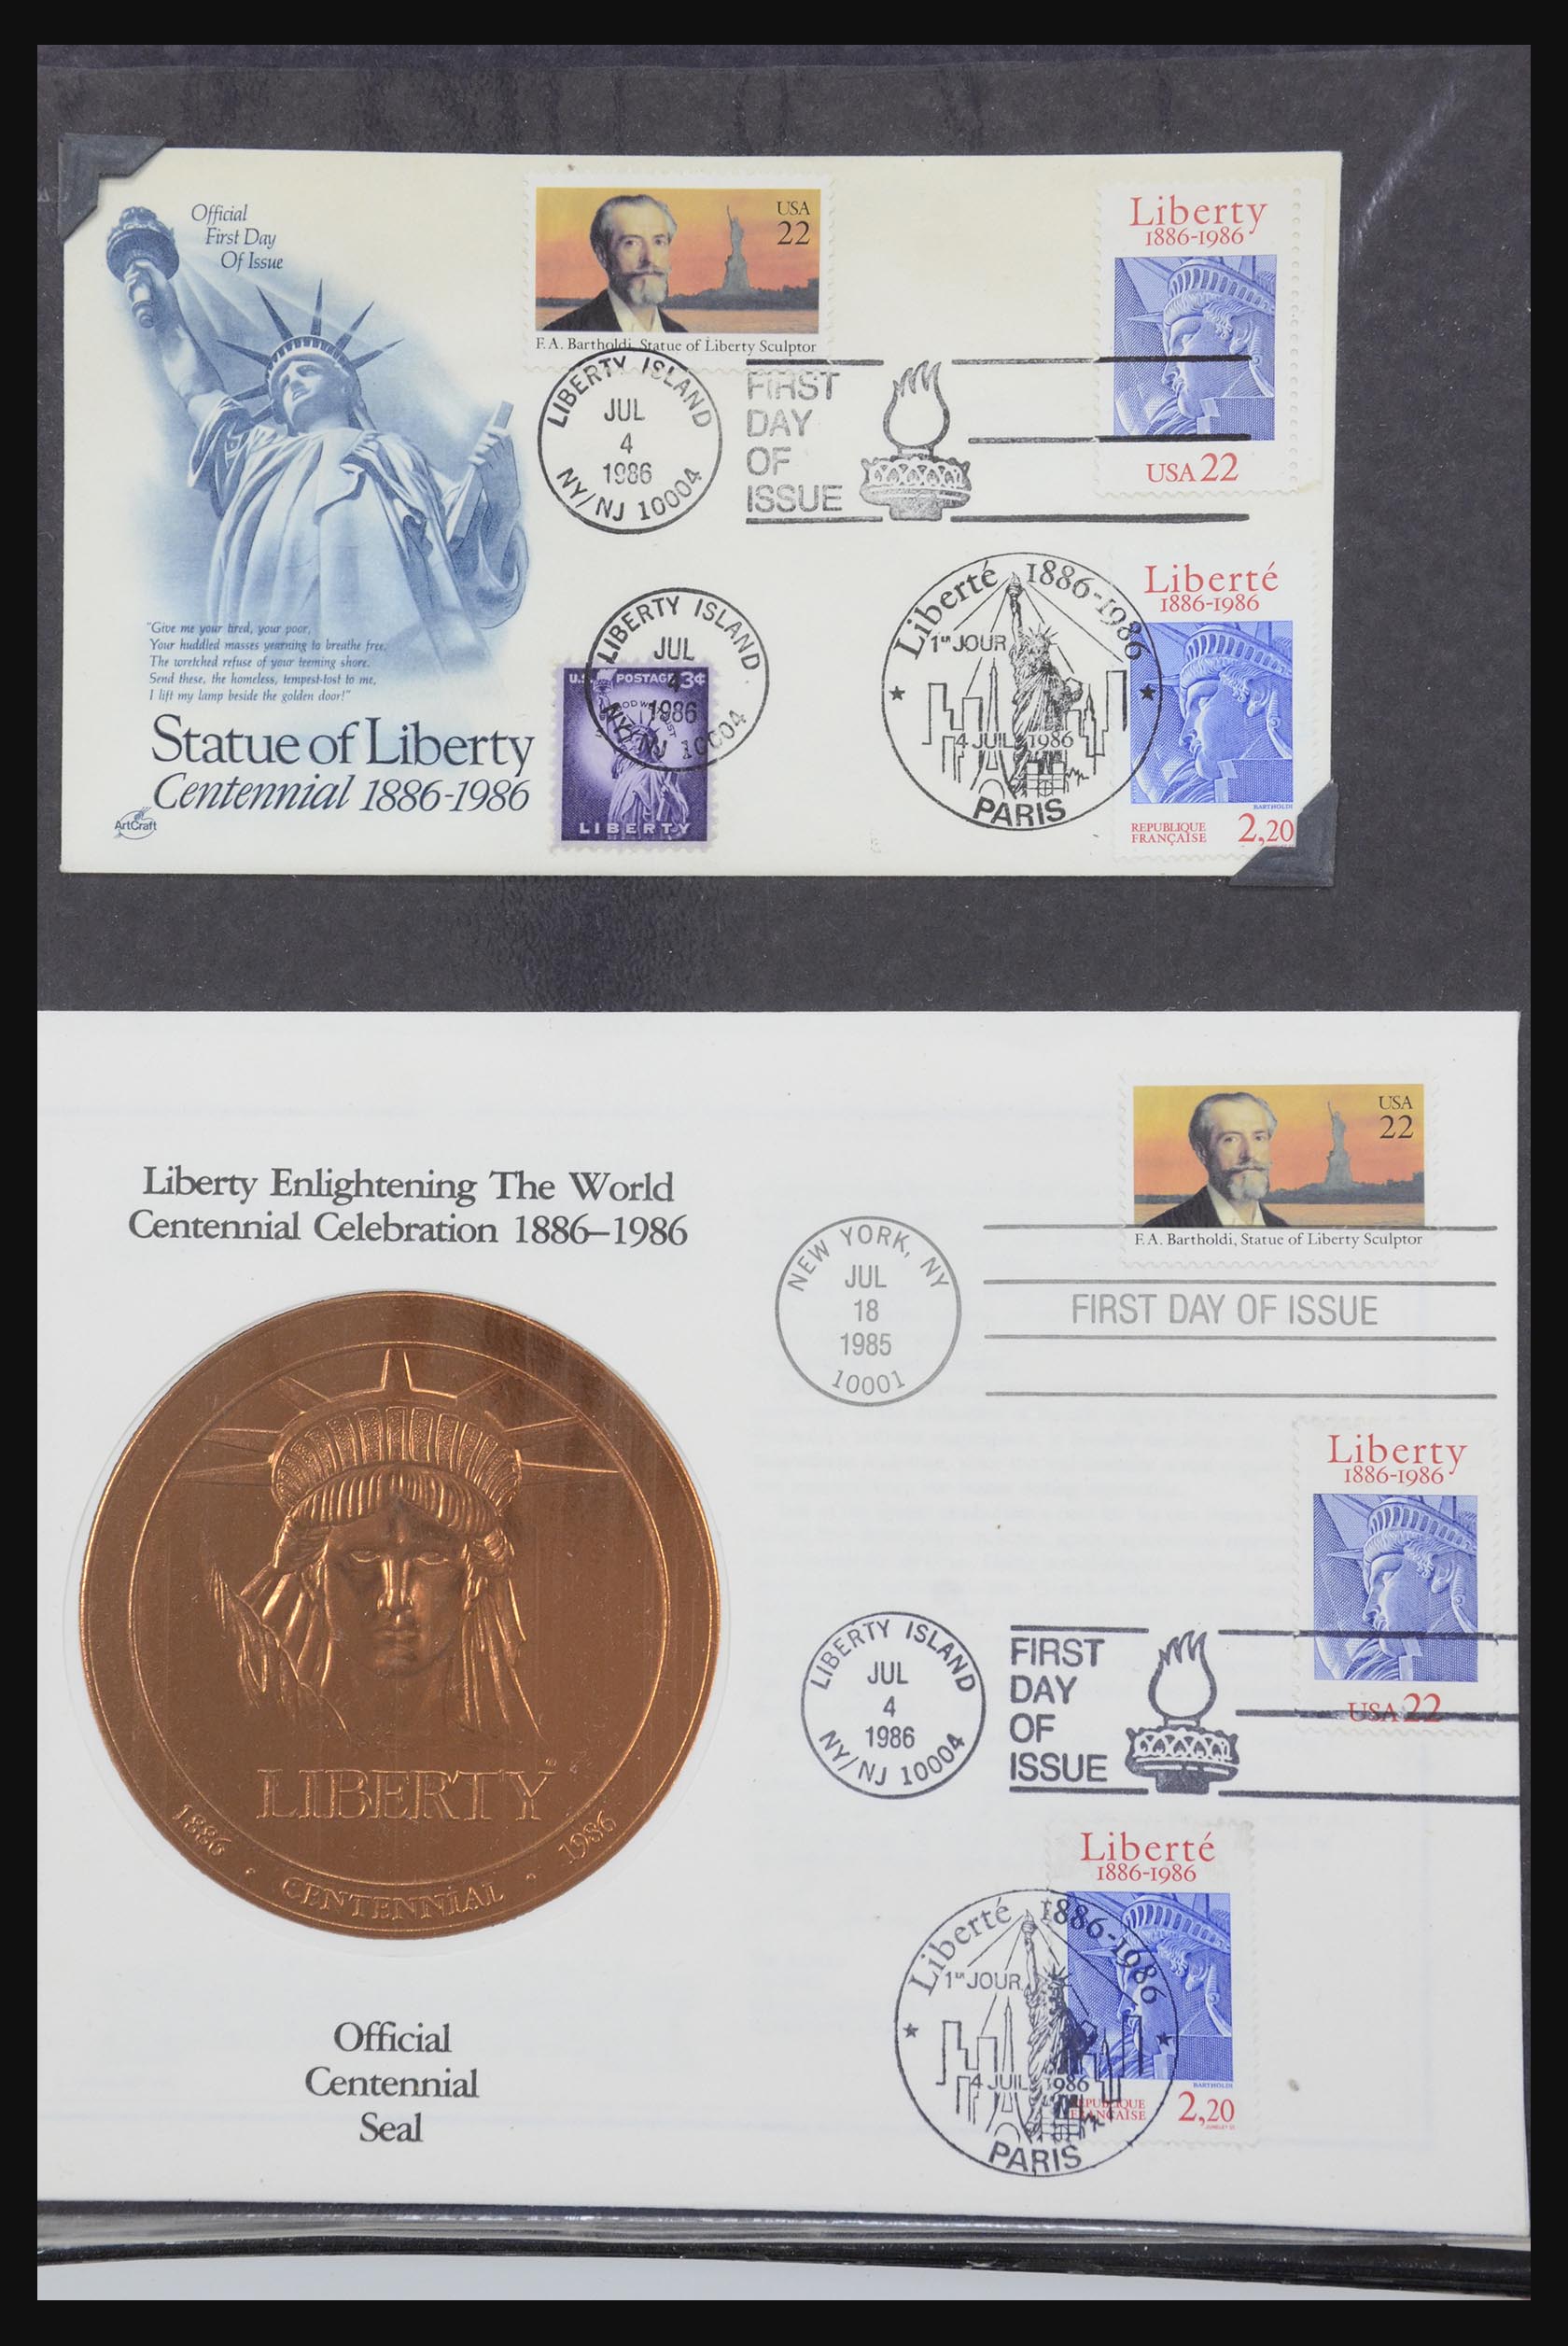 Official
First Day
Of Issue
USA
22
F.A. Bartholdi, Statue of Liberty Sculptor
Liberty
1886-1986
USA 22
LIBERTY ISLAND
JUL
4
1986
NY/NJ 10004
FIRST
DAY
OF
ISSUE
"Give me your tired, your poor,
Your huddled masses yearning to breathe free,
The wretched refuse of your teeming shore.
Send these, the homeless, tempest-tost to me,
I lift my lamp beside the golden door!"
Statue of Liberty
Centennial 1886-1986
ArtCraft
LIBERTY ISLAND
JUL
4
1986
NY/NJ 10004
U.S. POSTAGE 3¢
LIBERTY
Liberté 1886-1986
1er JOUR
4 JUIL. 1986
PARIS
Liberté
1886-1986
BARTHOLDI
REPUBLIQUE
FRANÇAISE
2,20
Liberty Enlightening The World
Centennial Celebration 1886–1986
USA
22
F.A. Bartholdi, Statue of Liberty Sculptor
NEW YORK, NY
JUL
18
1985
10001
FIRST DAY OF ISSUE
Liberty
1886-1986
USA 22
LIBERTY ISLAND
JUL
4
1986
NY/NJ 10004
FIRST
DAY
OF
ISSUE
LIBERTY
1886 • CENTENNIAL • 1986
Liberté
1886-1986
BARTHOLDI
REPUBLIQUE
FRANÇAISE
2,20
Liberté 1886-1986
1er JOUR
4 JUIL. 1986
PARIS
Official
Centennial
Seal